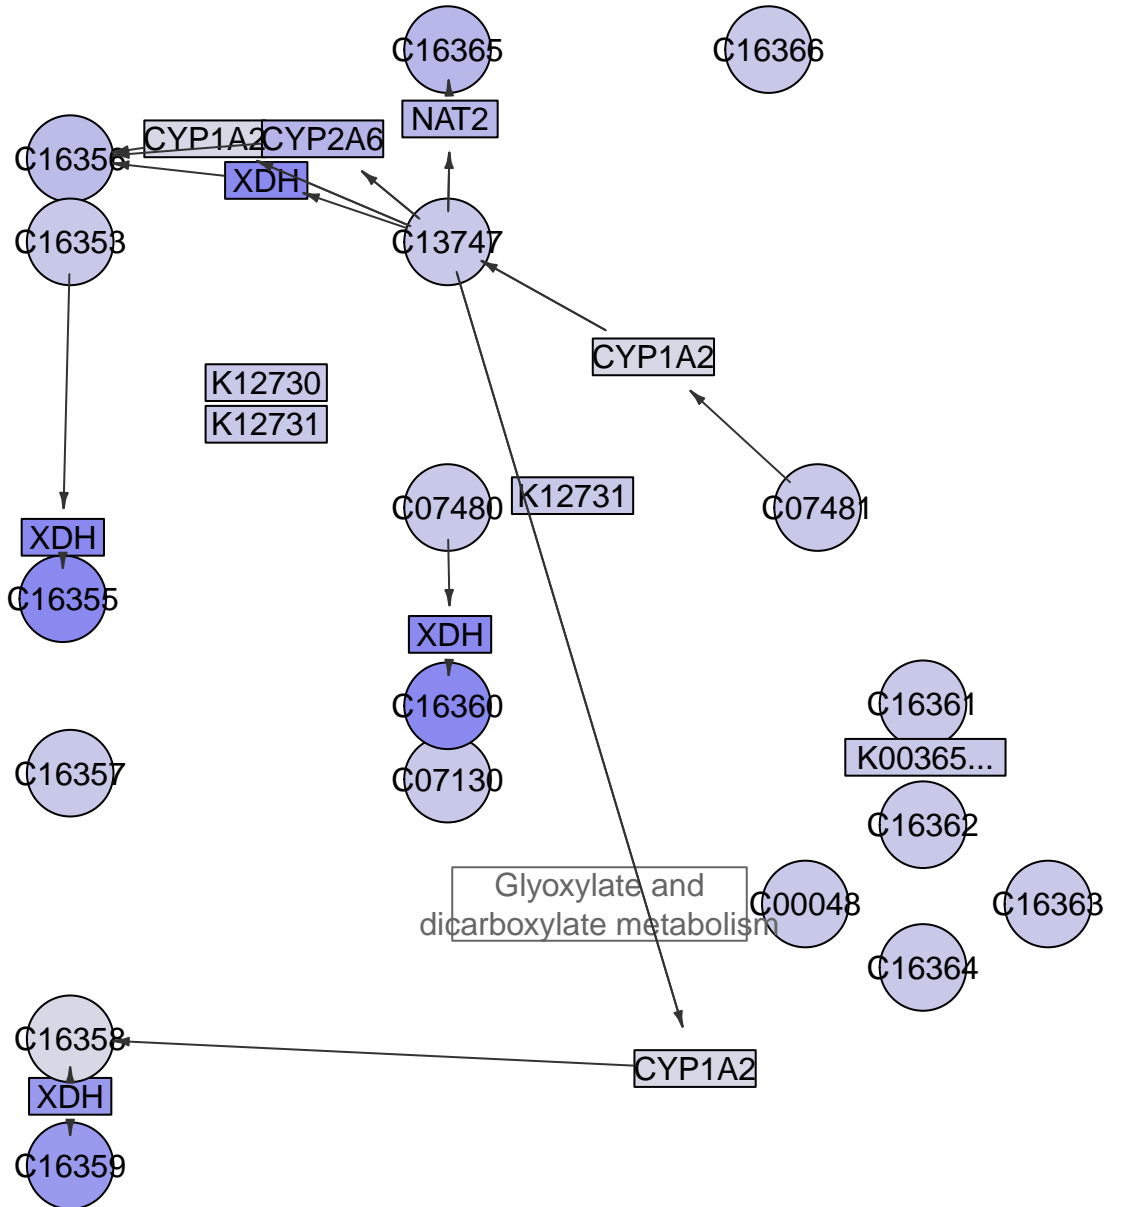 C16365
C16366
NAT2
CYP1A2
CYP2A6
C16356
XDH
C16353
C13747
CYP1A2
K12730
K12731
K12731
C07480
C07481
XDH
C16355
XDH
C16360
C16361
K00365...
C16357
C07130
C16362
Glyoxylate and
dicarboxylate metabolism
C00048
C16363
C16364
C16358
CYP1A2
XDH
C16359